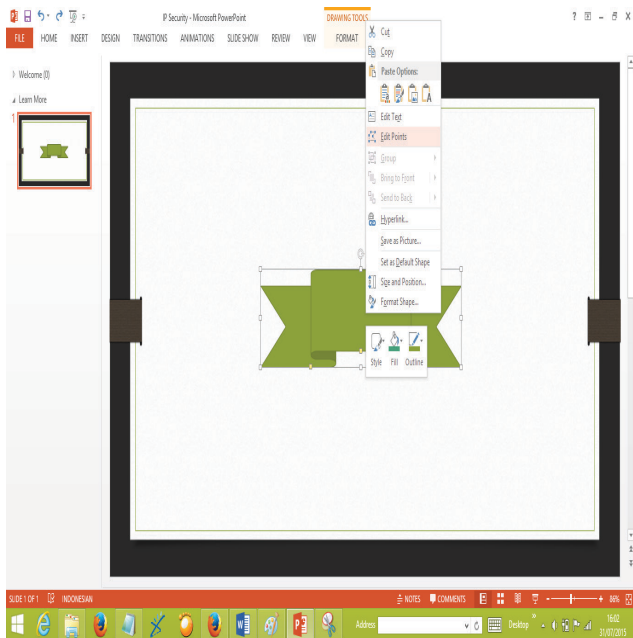 IP Security - Microsoft PowerPoint
DRAWING TOOLS
FILE HOME INSERT DESIGN TRANSITIONS ANIMATIONS SLIDE SHOW REVIEW VIEW FORMAT
Welcome (0)
Learn More
1
Cut
Copy
Paste Options:
Edit Text
Edit Points
Group
Bring to Front
Send to Back
Hyperlink...
Save as Picture...
Set as Default Shape
Size and Position...
Format Shape...
Style Fill Outline
SLIDE 1 OF 1 INDONESIAN NOTES COMMENTS 86%
Address Desktop 16:02
31/07/2015